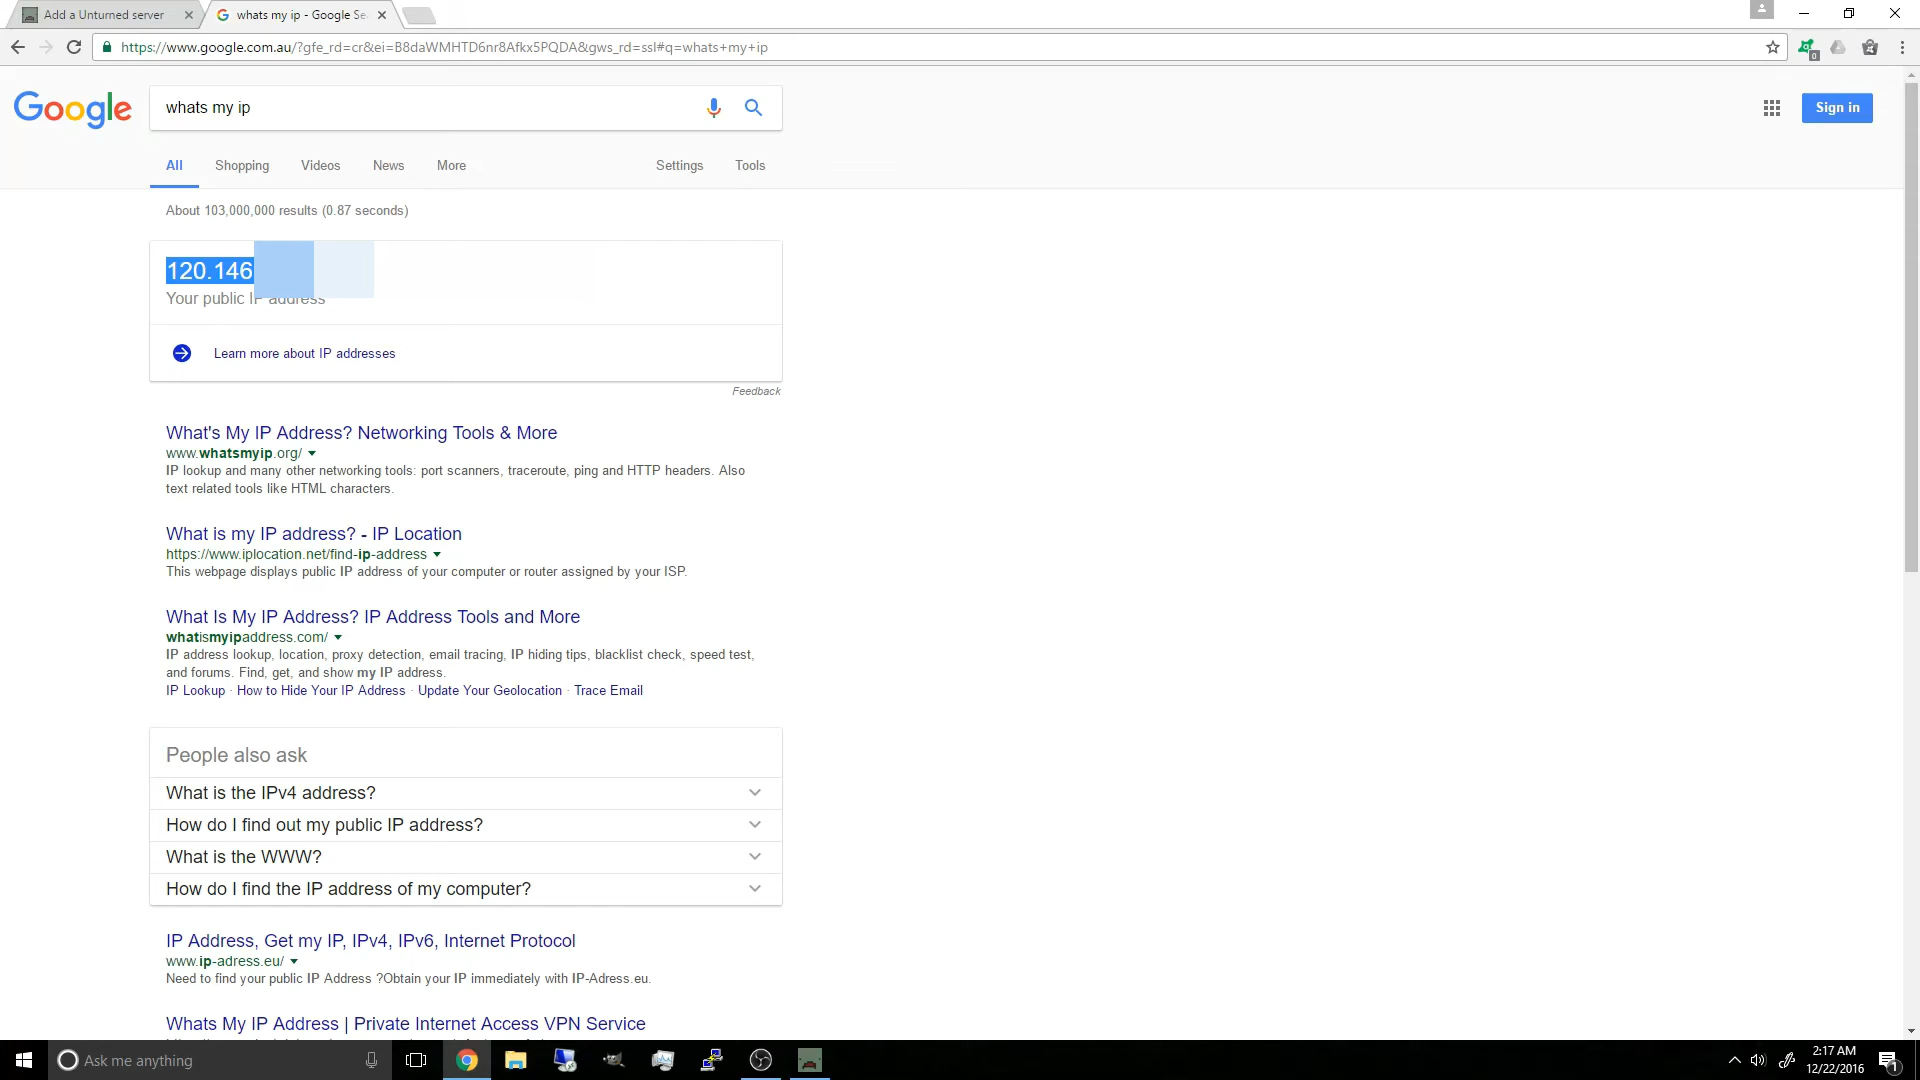 Add a Unturned server
whats my ip - Google Se
https://www.google.com.au/?gfe_rd=cr&ei=B8daWMHTD6nr8Afkx5PQDA&gws_rd=ssl#q=whats+my+ip
0
Google
whats my ip
Sign in
All
Shopping
Videos
News
More
Settings
Tools
About 103,000,000 results (0.87 seconds)
120.146
Your public IP address
Learn more about IP addresses
Feedback
What's My IP Address? Networking Tools & More
www.whatsmyip.org/
IP lookup and many other networking tools: port scanners, traceroute, ping and HTTP headers. Also
text related tools like HTML characters.
What is my IP address? - IP Location
https://www.iplocation.net/find-ip-address
This webpage displays public IP address of your computer or router assigned by your ISP.
What Is My IP Address? IP Address Tools and More
whatismyipaddress.com/
IP address lookup, location, proxy detection, email tracing, IP hiding tips, blacklist check, speed test,
and forums. Find, get, and show my IP address.
IP Lookup · How to Hide Your IP Address · Update Your Geolocation · Trace Email
People also ask
What is the IPv4 address?
How do I find out my public IP address?
What is the WWW?
How do I find the IP address of my computer?
IP Address, Get my IP, IPv4, IPv6, Internet Protocol
www.ip-adress.eu/
Need to find your public IP Address ?Obtain your IP immediately with IP-Adress.eu.
Whats My IP Address | Private Internet Access VPN Service
Ask me anything
2:17 AM
12/22/2016
1